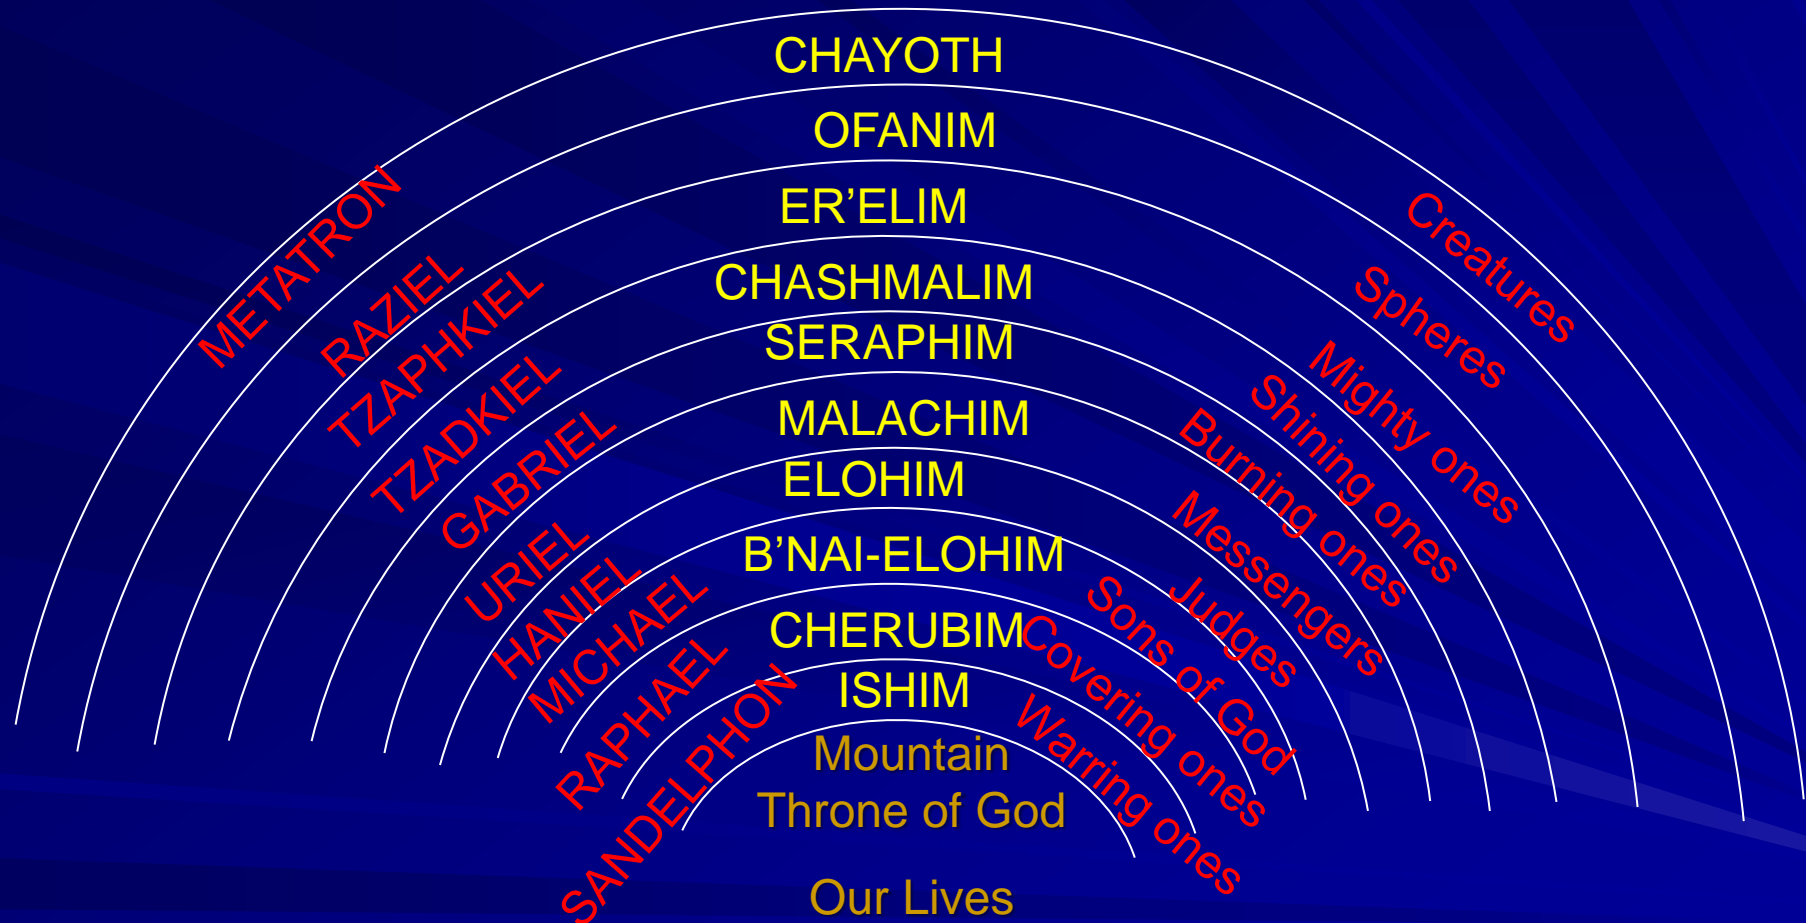 CHAYOTH
OFANIM
ER’ELIM
CHASHMALIM
SERAPHIM
MALACHIM
ELOHIM
B’NAI-ELOHIM
CHERUBIM
ISHIM
Mountain
Throne of God
Our Lives
METATRON
RAZIEL
TZAPHKIEL
TZADKIEL
GABRIEL
URIEL
HANIEL
MICHAEL
RAPHAEL
SANDELPHON
Creatures
Spheres
Mighty ones
Shining ones
Burning ones
Messengers
Judges
Sons of God
Covering ones
Warring ones